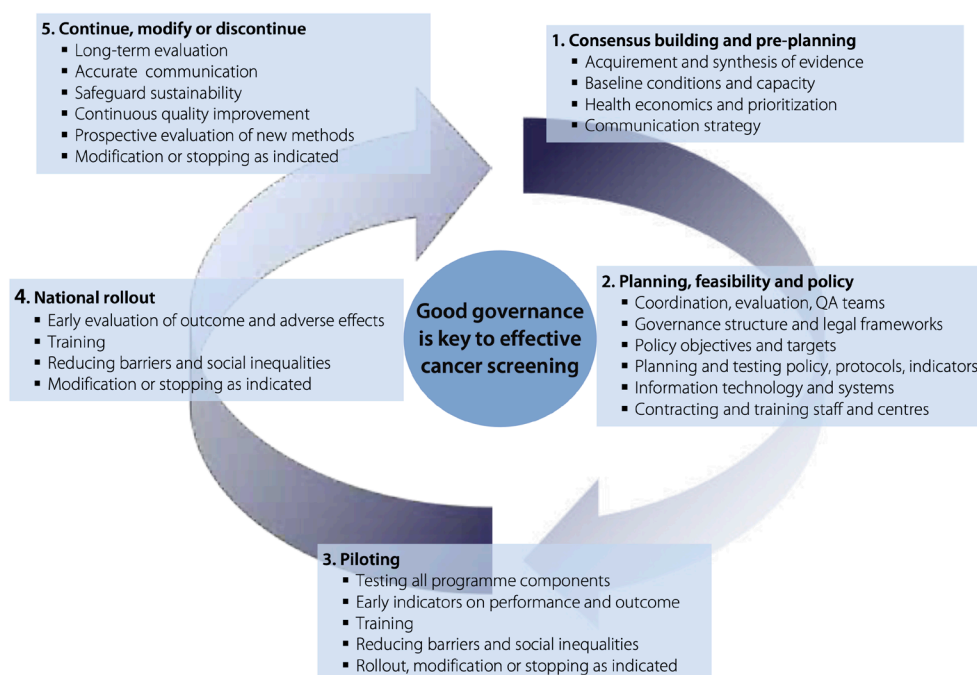 5. Continue, modify or discontinue
▪ Long-term evaluation
▪ Accurate communication
▪ Safeguard sustainability
▪ Continuous quality improvement
▪ Prospective evaluation of new methods
▪ Modification or stopping as indicated
1. Consensus building and pre-planning
▪ Acquirement and synthesis of evidence
▪ Baseline conditions and capacity
▪ Health economics and prioritization
▪ Communication strategy
2. Planning, feasibility and policy
▪ Coordination, evaluation, QA teams
▪ Governance structure and legal frameworks
▪ Policy objectives and targets
▪ Planning and testing policy, protocols, indicators
▪ Information technology and systems
▪ Contracting and training staff and centres
4. National rollout
▪ Early evaluation of outcome and adverse effects
▪ Training
▪ Reducing barriers and social inequalities
▪ Modification or stopping as indicated
Good governance
is key to effective
cancer screening
3. Piloting
▪ Testing all programme components
▪ Early indicators on performance and outcome
▪ Training
▪ Reducing barriers and social inequalities
▪ Rollout, modification or stopping as indicated